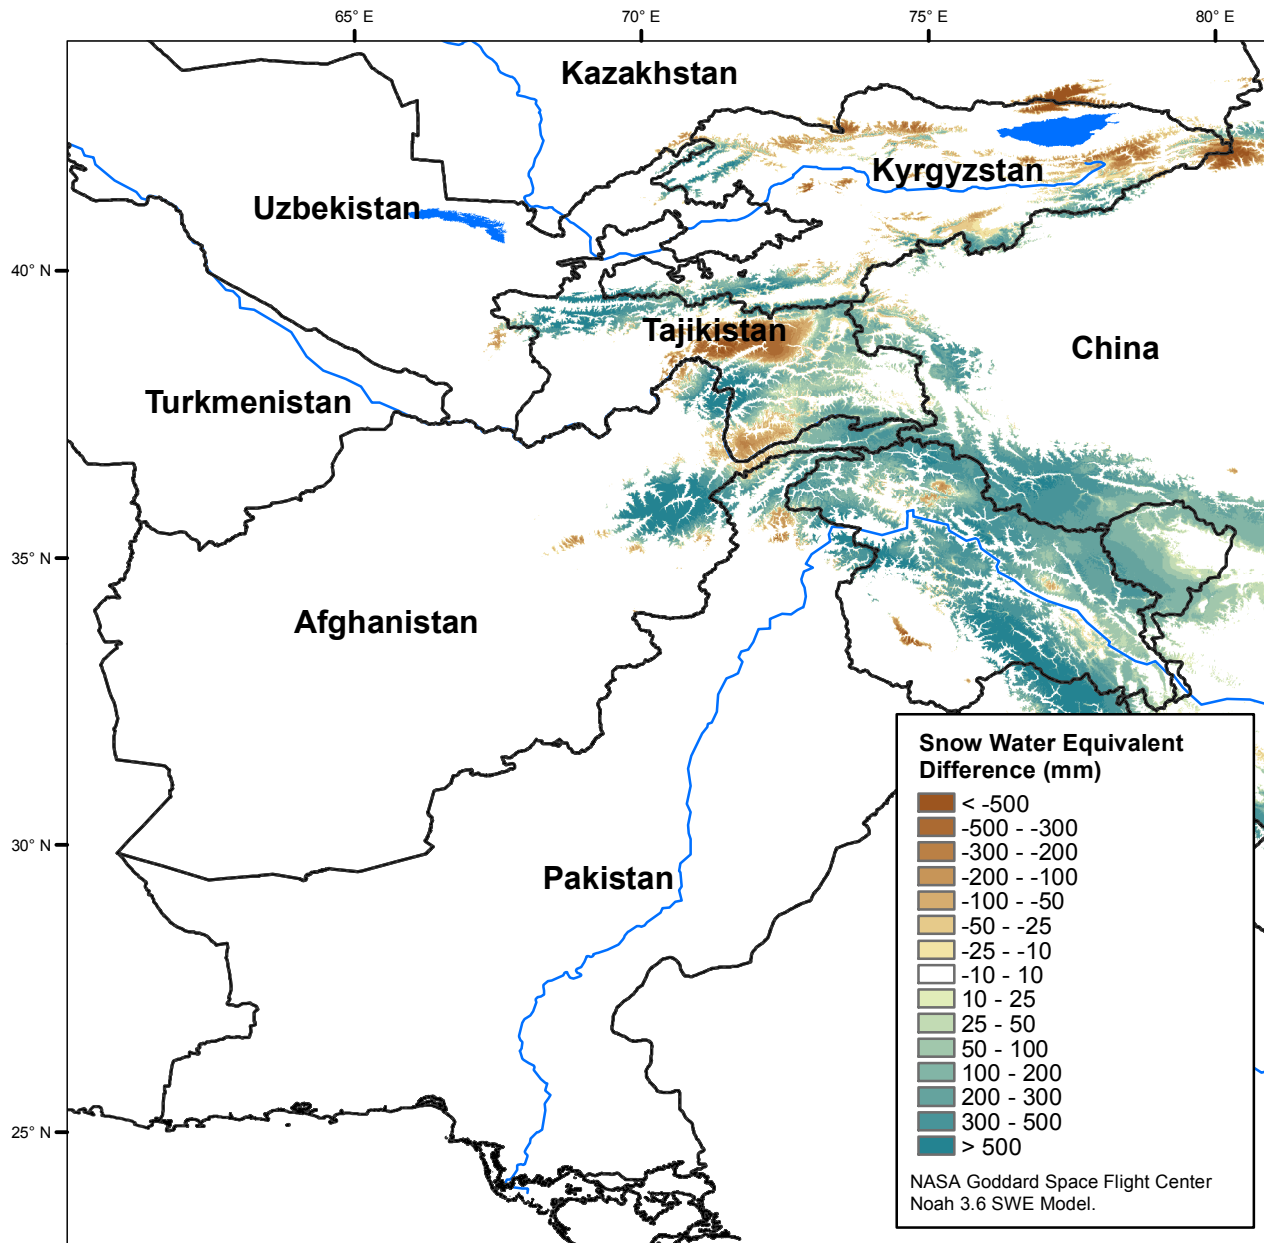 65° E
70° E
75° E
80° E
Kazakhstan
Kyrgyzstan
Uzbekistan
40° N
Tajikistan
China
Turkmenistan
35° N
Afghanistan
Snow Water Equivalent
Difference (mm)
< -500
-500 - -300
-300 - -200
-200 - -100
-100 - -50
-50 - -25
-25 - -10
-10 - 10
10 - 25
25 - 50
50 - 100
100 - 200
200 - 300
300 - 500
> 500
NASA Goddard Space Flight Center
Noah 3.6 SWE Model.
30° N
Pakistan
25° N